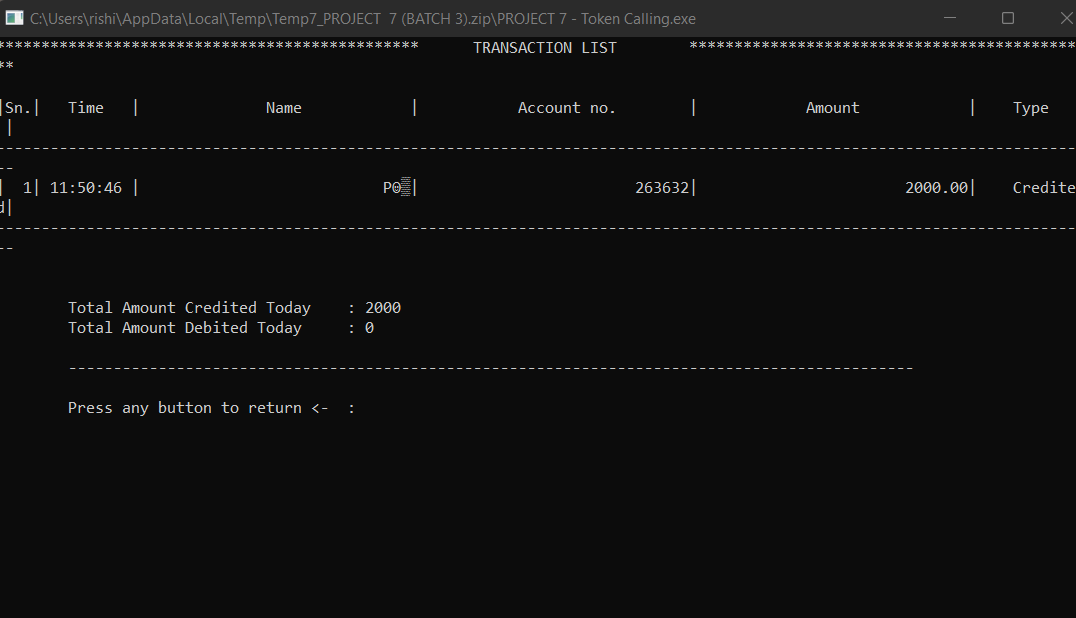 C:\Users\rishi\AppData\Local\Temp\Temp7_PROJECT  7 (BATCH 3).zip\PROJECT 7 - Token Calling.exe
***********************************************      TRANSACTION LIST        *******************************************
**
|Sn.|   Time   |              Name            |           Account no.        |            Amount            |    Type
 |
------------------------------------------------------------------------------------------------------------------------
--
|  1| 11:50:46 |                           PΘ▒|                        263632|                       2000.00|    Credite
d|
------------------------------------------------------------------------------------------------------------------------
--
Total Amount Credited Today    : 2000
Total Amount Debited Today     : 0
----------------------------------------------------------------------------------------------
Press any button to return <-  :